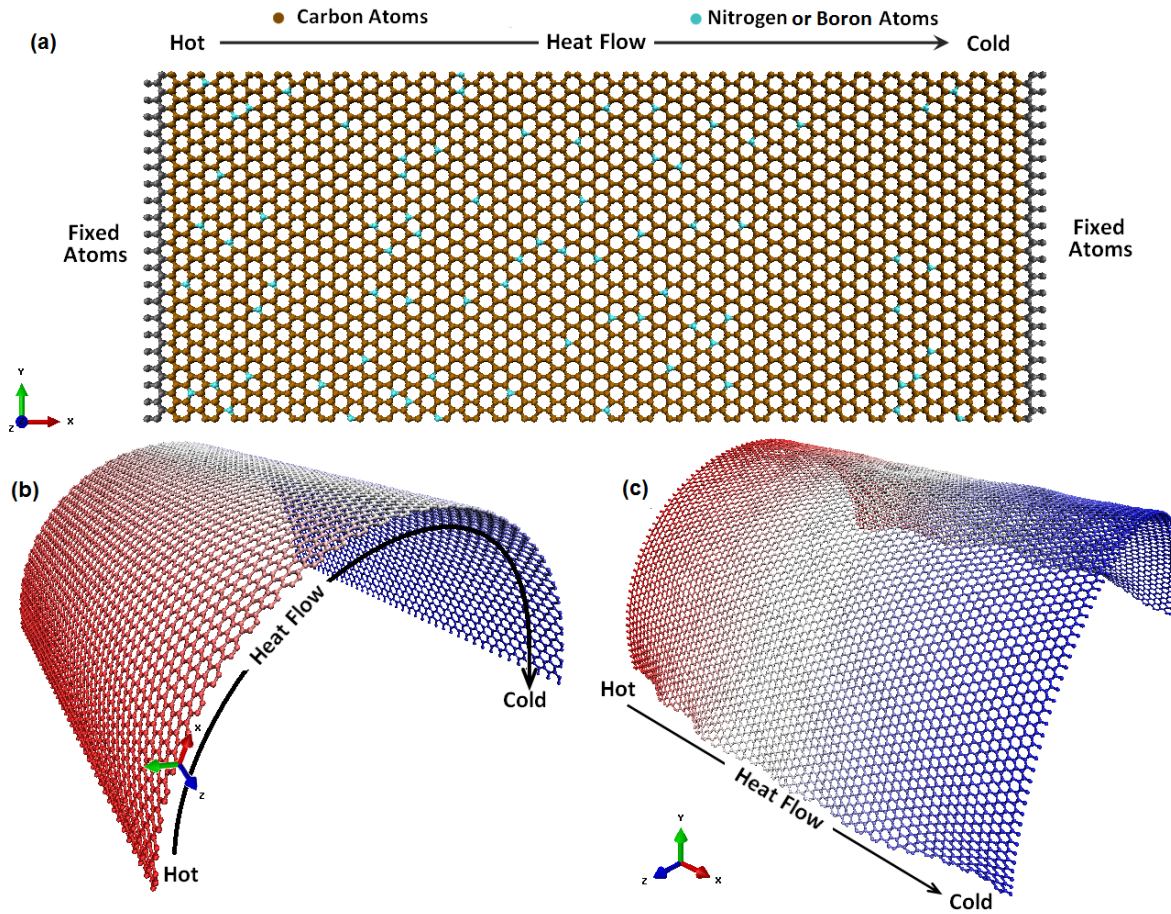 Carbon Atoms
Nitrogen or Boron Atoms
(a)
Hot
Heat Flow
Cold
Fixed
Atoms
Fixed
Atoms
Y
Z
X
(b)
(c)
Heat Flow
Cold
X
Z
Hot
Hot
Heat Flow
Cold
Y
Z
X